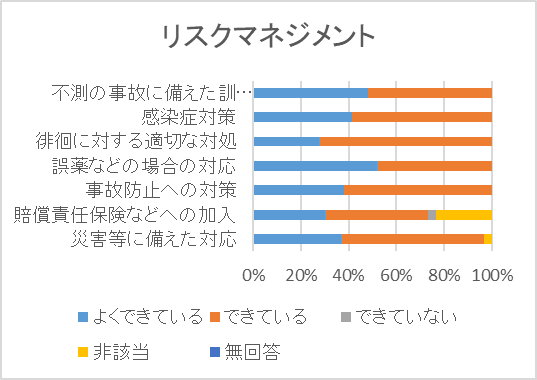 リスクマネジメント
不測の事故に備えた訓…
感染症対策
徘徊に対する適切な対処
誤薬などの場合の対応
事故防止への対策
賠償責任保険などへの加入
災害等に備えた対応
0% 20% 40% 60% 80% 100%
よくできている できている できていない
非該当 無回答